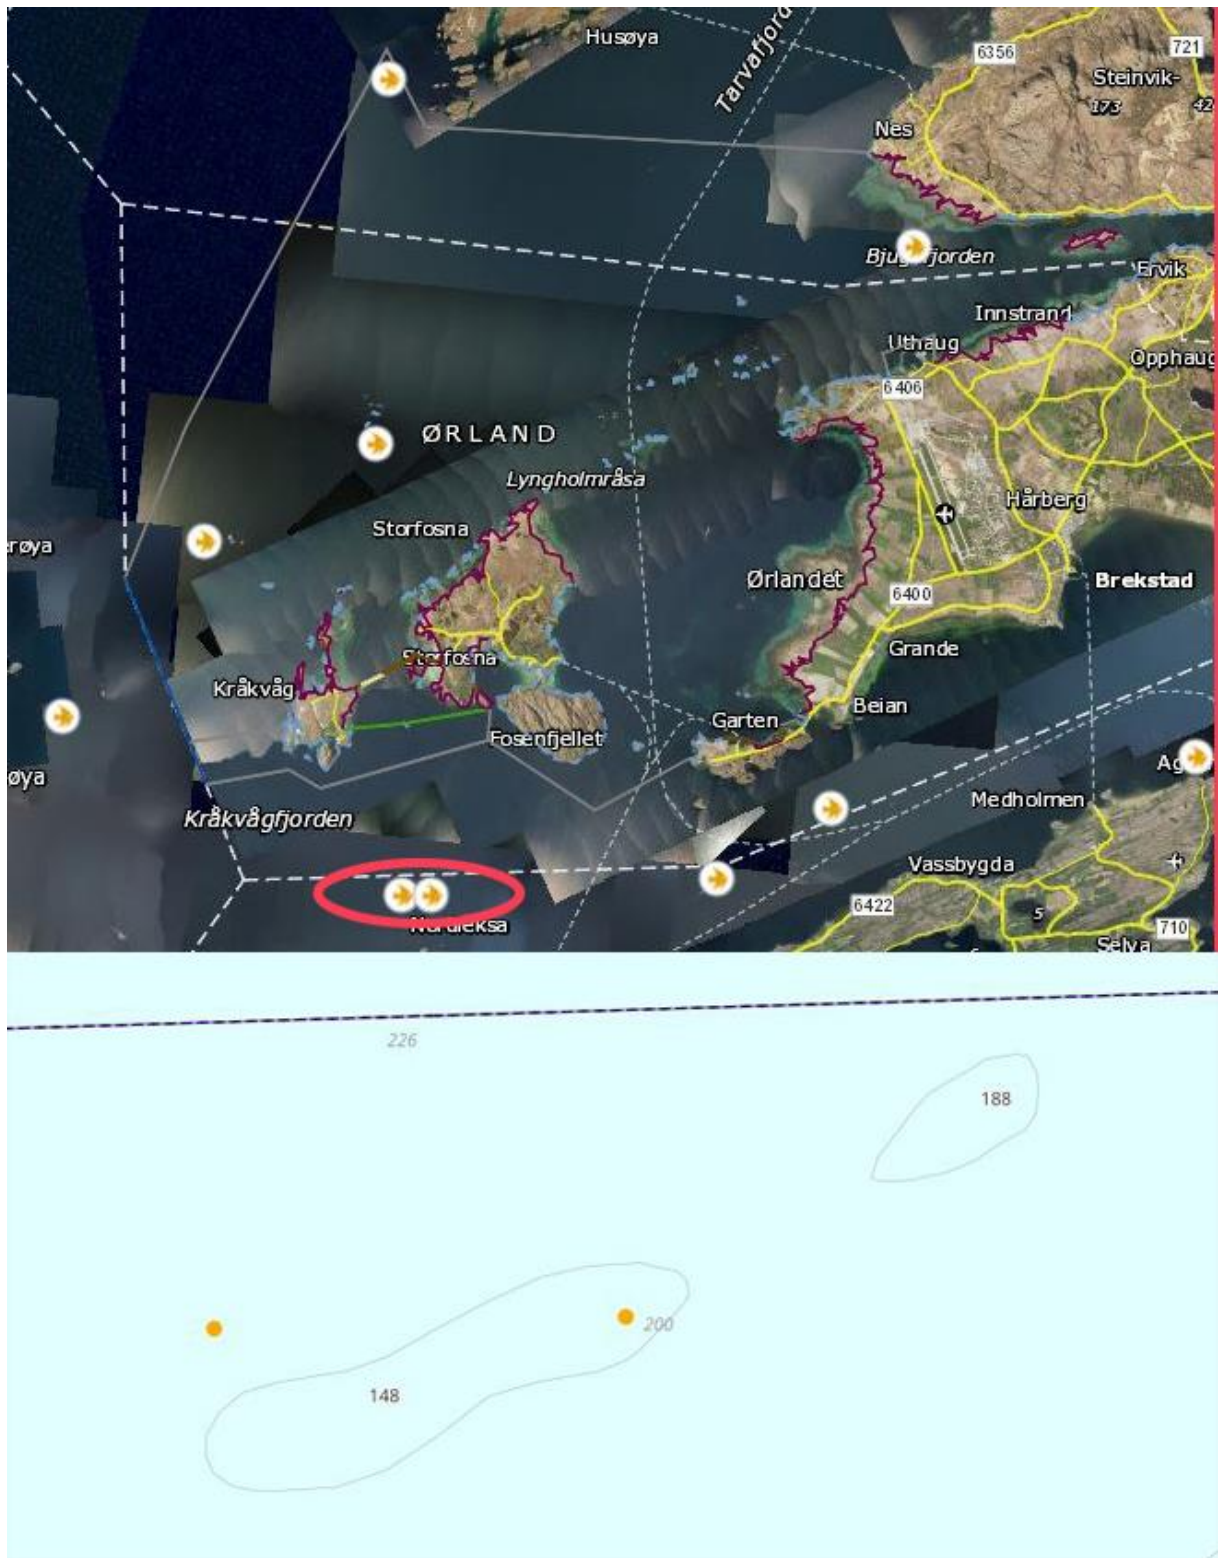 Husøya
Tarvafjord
6356
721
Steinvik-
173
42
Nes
Ervik
Innstrand
Uthaug
Opphaug
6406
ØRLAND
Lyngholmråsa
Storfosna
Hårberg
Ørlandet
Brekstad
6400
Storfosna
Grande
Kråkvåg
Beian
Garten
Fosenfjellet
øya
Medholmen
Kråkvågfjorden
Vassbygda
6422
5
710
Selva
226
188
200
148